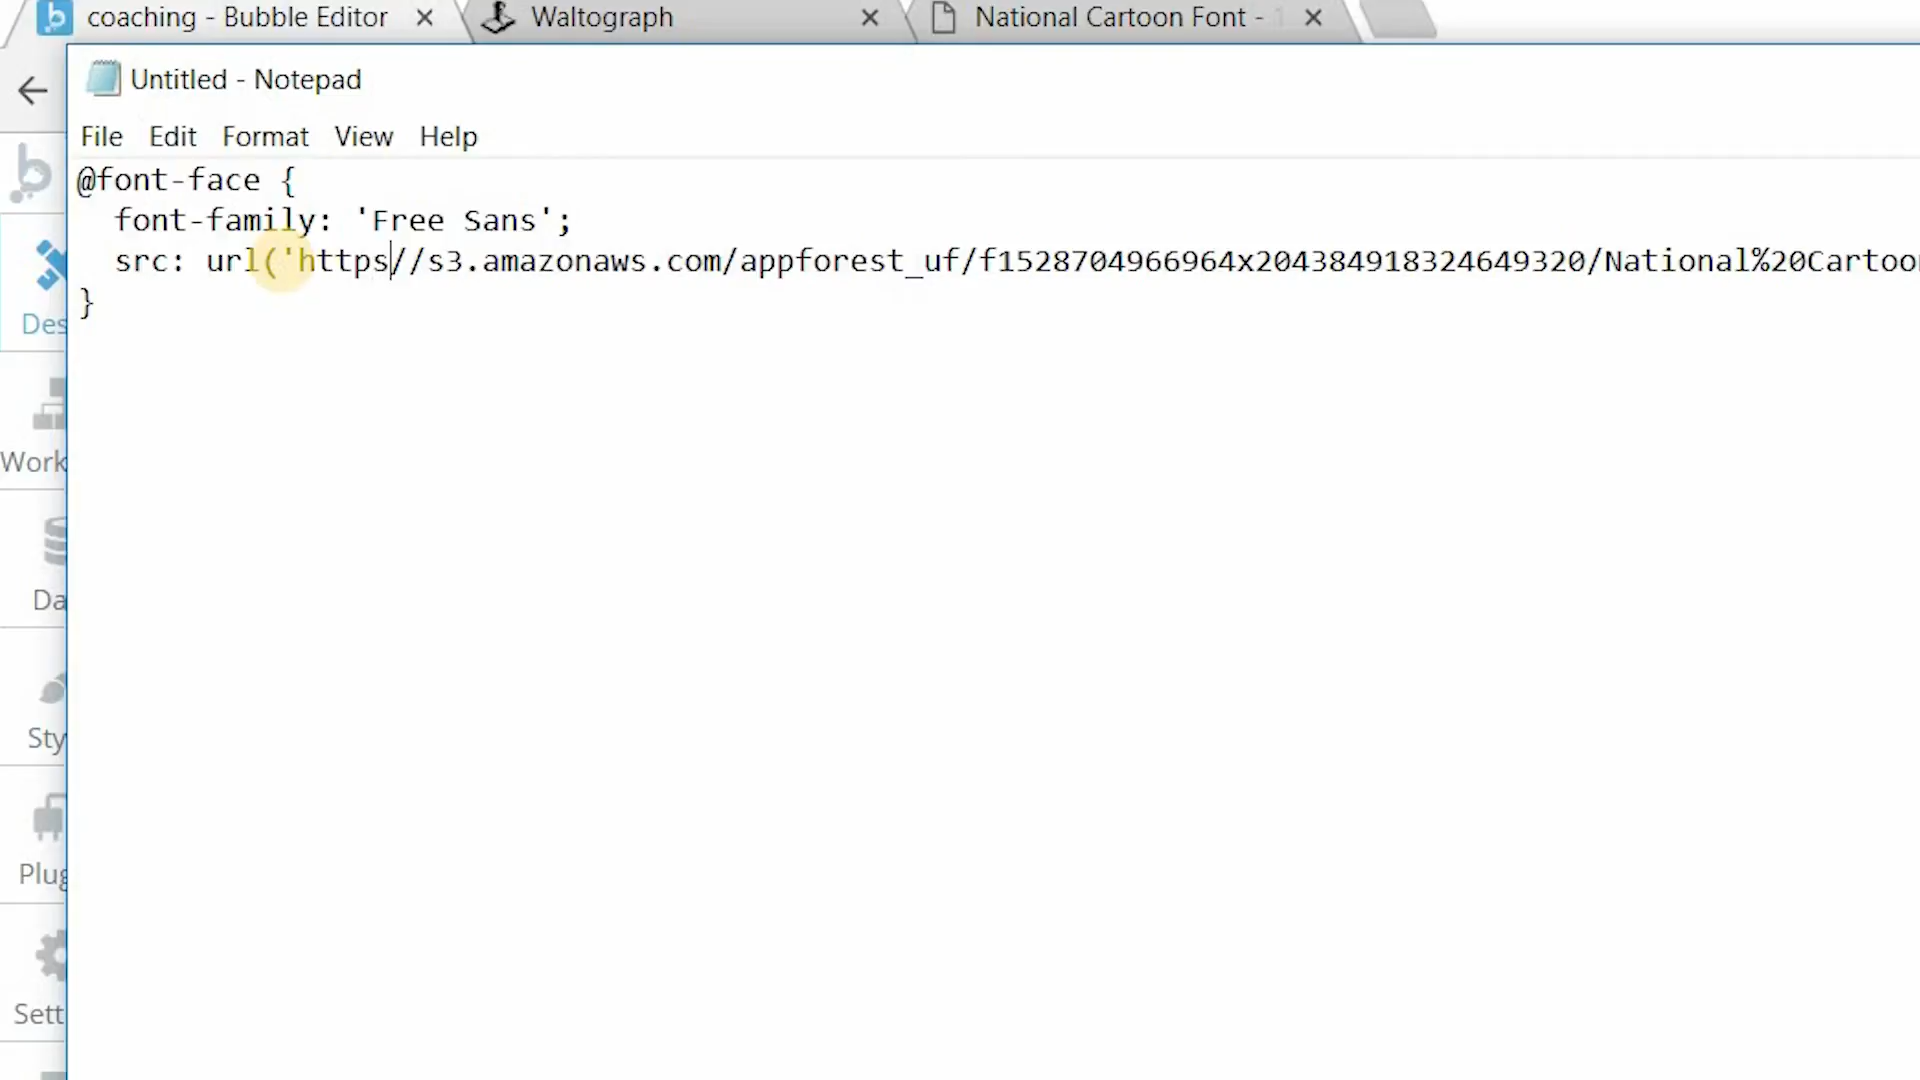 coaching - Bubble Editor
Waltograph
National Cartoon Font -
Untitled - Notepad
File Edit Format View Help
@font-face {
font-family: 'Free Sans';
src: url('https//s3.amazonaws.com/appforest_uf/f1528704966964x204384918324649320/National%20Cartoon
}
Des
Work
Da
Sty
Plug
Sett